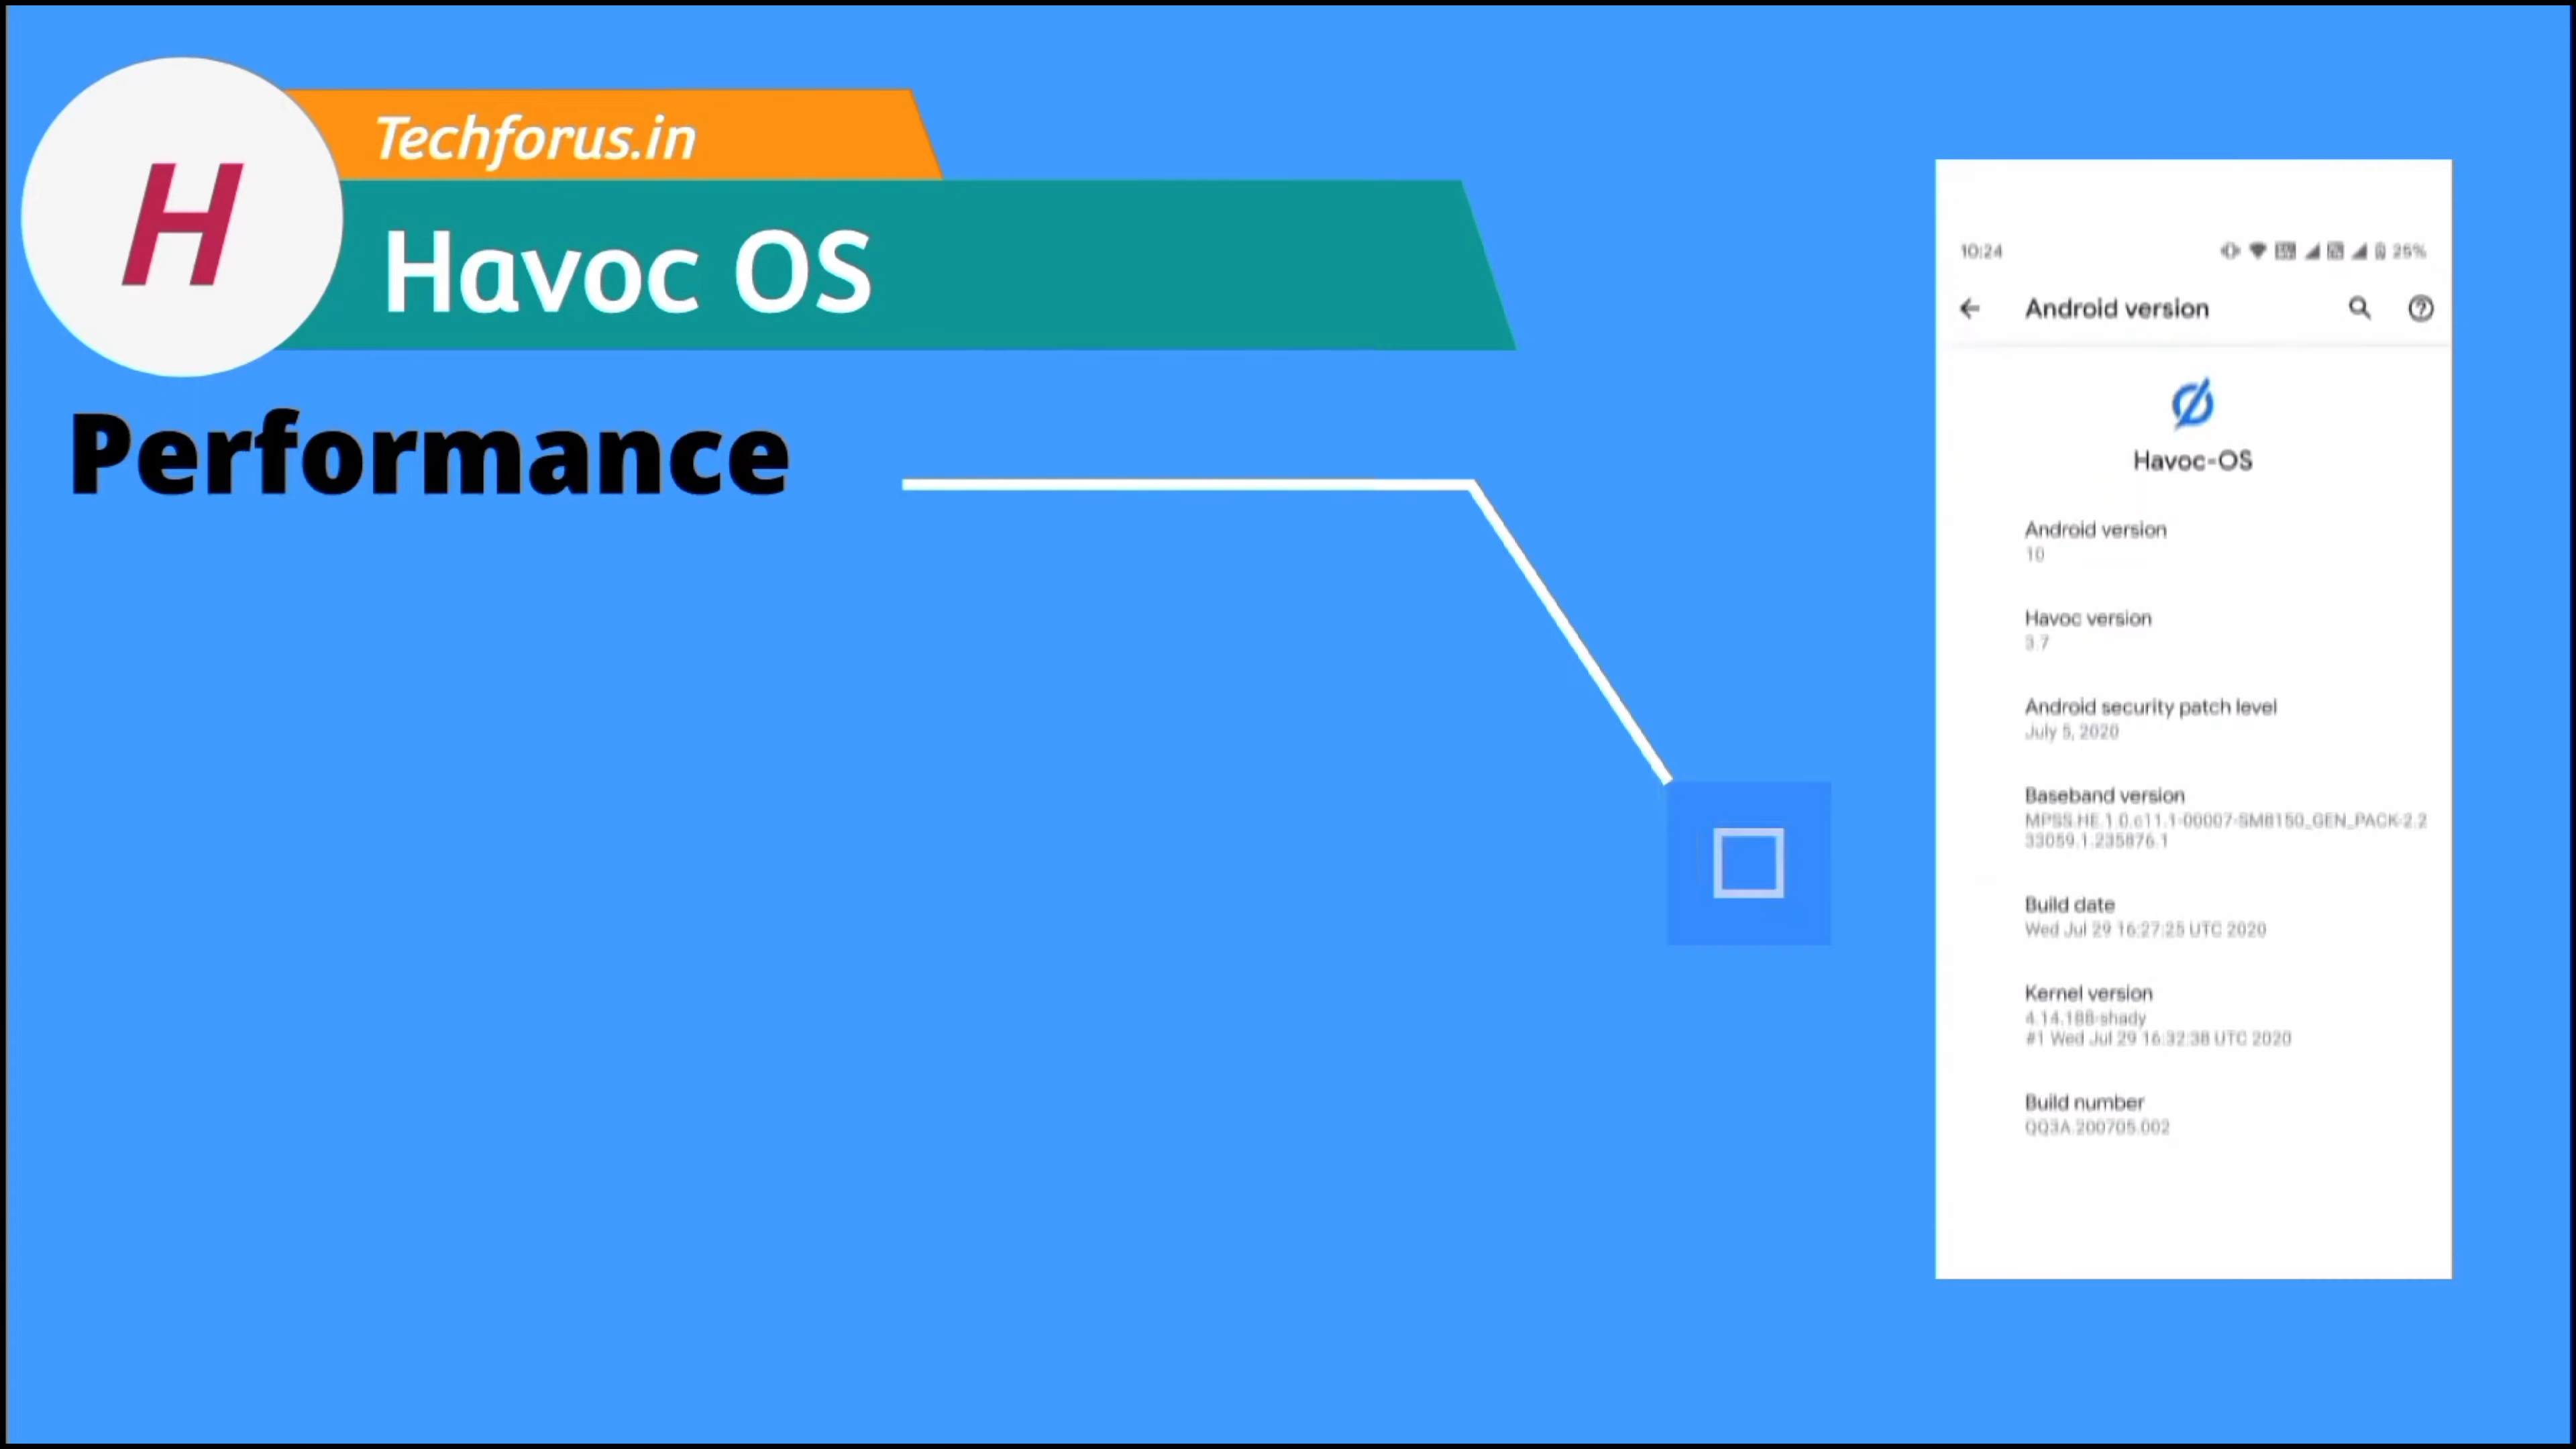 H
Techforus.in
Havoc OS
Performance
10:24
25%
Android version
Havoc-OS
Android version
10
Havoc version
3.7
Android security patch level
July 5, 2020
Baseband version
MPSS.HE.1.0.c11.1-00007-SM8150_GEN_PACK-2.2
33059.1.235876.1
Build date
Wed Jul 29 16:27:25 UTC 2020
Kernel version
4.14.188-shady
#1 Wed Jul 29 16:32:38 UTC 2020
Build number
QQ3A.200705.002